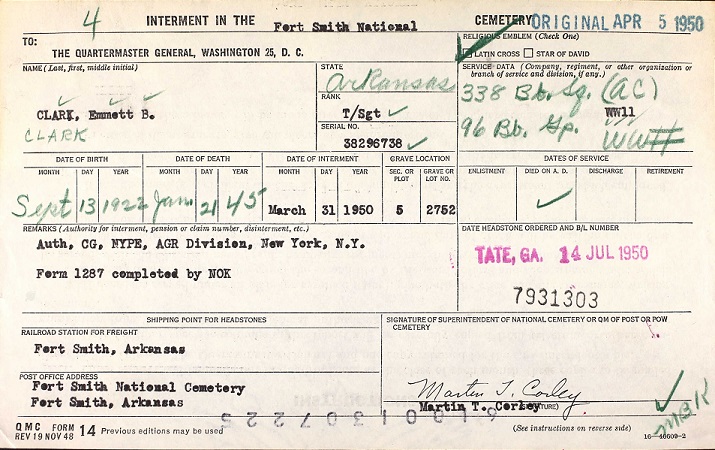 4 INTERMENT IN THE Fort Smith National CEMETERY ORIGINAL APR 5 1950
TO:
THE QUARTERMASTER GENERAL, WASHINGTON 25, D. C.
RELIGIOUS EMBLEM (Check One)
LATIN CROSS STAR OF DAVID
NAME (Last, first, middle initial)
CLARK, Emmett B.
CLARK
STATE
Arkansas
RANK
T/Sgt
SERIAL NO.
38296738
SERVICE DATA (Company, regiment, or other organization or branch of service and division, if any.)
338 Bb. Sq. (AC)
WW11
96 Bb. Gp. WWII
DATE OF BIRTH DATE OF DEATH DATE OF INTERMENT GRAVE LOCATION DATES OF SERVICE
MONTH DAY YEAR MONTH DAY YEAR MONTH DAY YEAR SEC. OR PLOT GRAVE OR LOT NO. ENLISTMENT DIED ON A. D. DISCHARGE RETIREMENT
Sept 13 1922 Jan. 21 45 March 31 1950 5 2752
REMARKS (Authority for interment, pension or claim number, disinterment, etc.)
Auth, CG, NYPE, AGR Division, New York, N.Y.
Form 1287 completed by NOK
DATE HEADSTONE ORDERED AND B/L NUMBER
TATE, GA. 14 JUL 1950
7931303
SHIPPING POINT FOR HEADSTONES
RAILROAD STATION FOR FREIGHT
Fort Smith, Arkansas
POST OFFICE ADDRESS
Fort Smith National Cemetery
Fort Smith, Arkansas
SIGNATURE OF SUPERINTENDENT OF NATIONAL CEMETERY OR QM OF POST OR POW CEMETERY
Martin T. Corley
Martin T. Corley
MBK
QMC FORM 14 Previous editions may be used
REV 19 NOV 48
(See instructions on reverse side)
16—46609-2